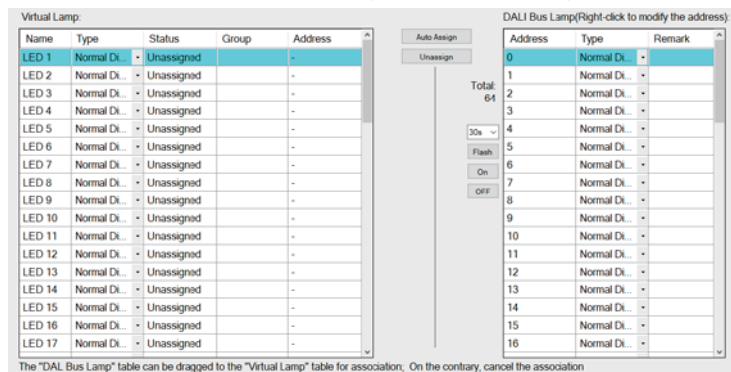 Virtual Lamp: DALI Bus Lamp(Right-click to modify the address):
Name Type Status Group Address Auto Assign Address Type Remark
LED 1 Normal Di... Unassigned - Unassign 0 Normal Di...
LED 2 Normal Di... Unassigned - 1 Normal Di...
LED 3 Normal Di... Unassigned - Total: 64 2 Normal Di...
LED 4 Normal Di... Unassigned - 3 Normal Di...
LED 5 Normal Di... Unassigned - 30s 4 Normal Di...
LED 6 Normal Di... Unassigned - Flash 5 Normal Di...
LED 7 Normal Di... Unassigned - On 6 Normal Di...
LED 8 Normal Di... Unassigned - OFF 7 Normal Di...
LED 9 Normal Di... Unassigned - 8 Normal Di...
LED 10 Normal Di... Unassigned - 9 Normal Di...
LED 11 Normal Di... Unassigned - 10 Normal Di...
LED 12 Normal Di... Unassigned - 11 Normal Di...
LED 13 Normal Di... Unassigned - 12 Normal Di...
LED 14 Normal Di... Unassigned - 13 Normal Di...
LED 15 Normal Di... Unassigned - 14 Normal Di...
LED 16 Normal Di... Unassigned - 15 Normal Di...
LED 17 Normal Di... Unassigned - 16 Normal Di...
The "DAL Bus Lamp" table can be dragged to the "Virtual Lamp" table for association; On the contrary, cancel the association